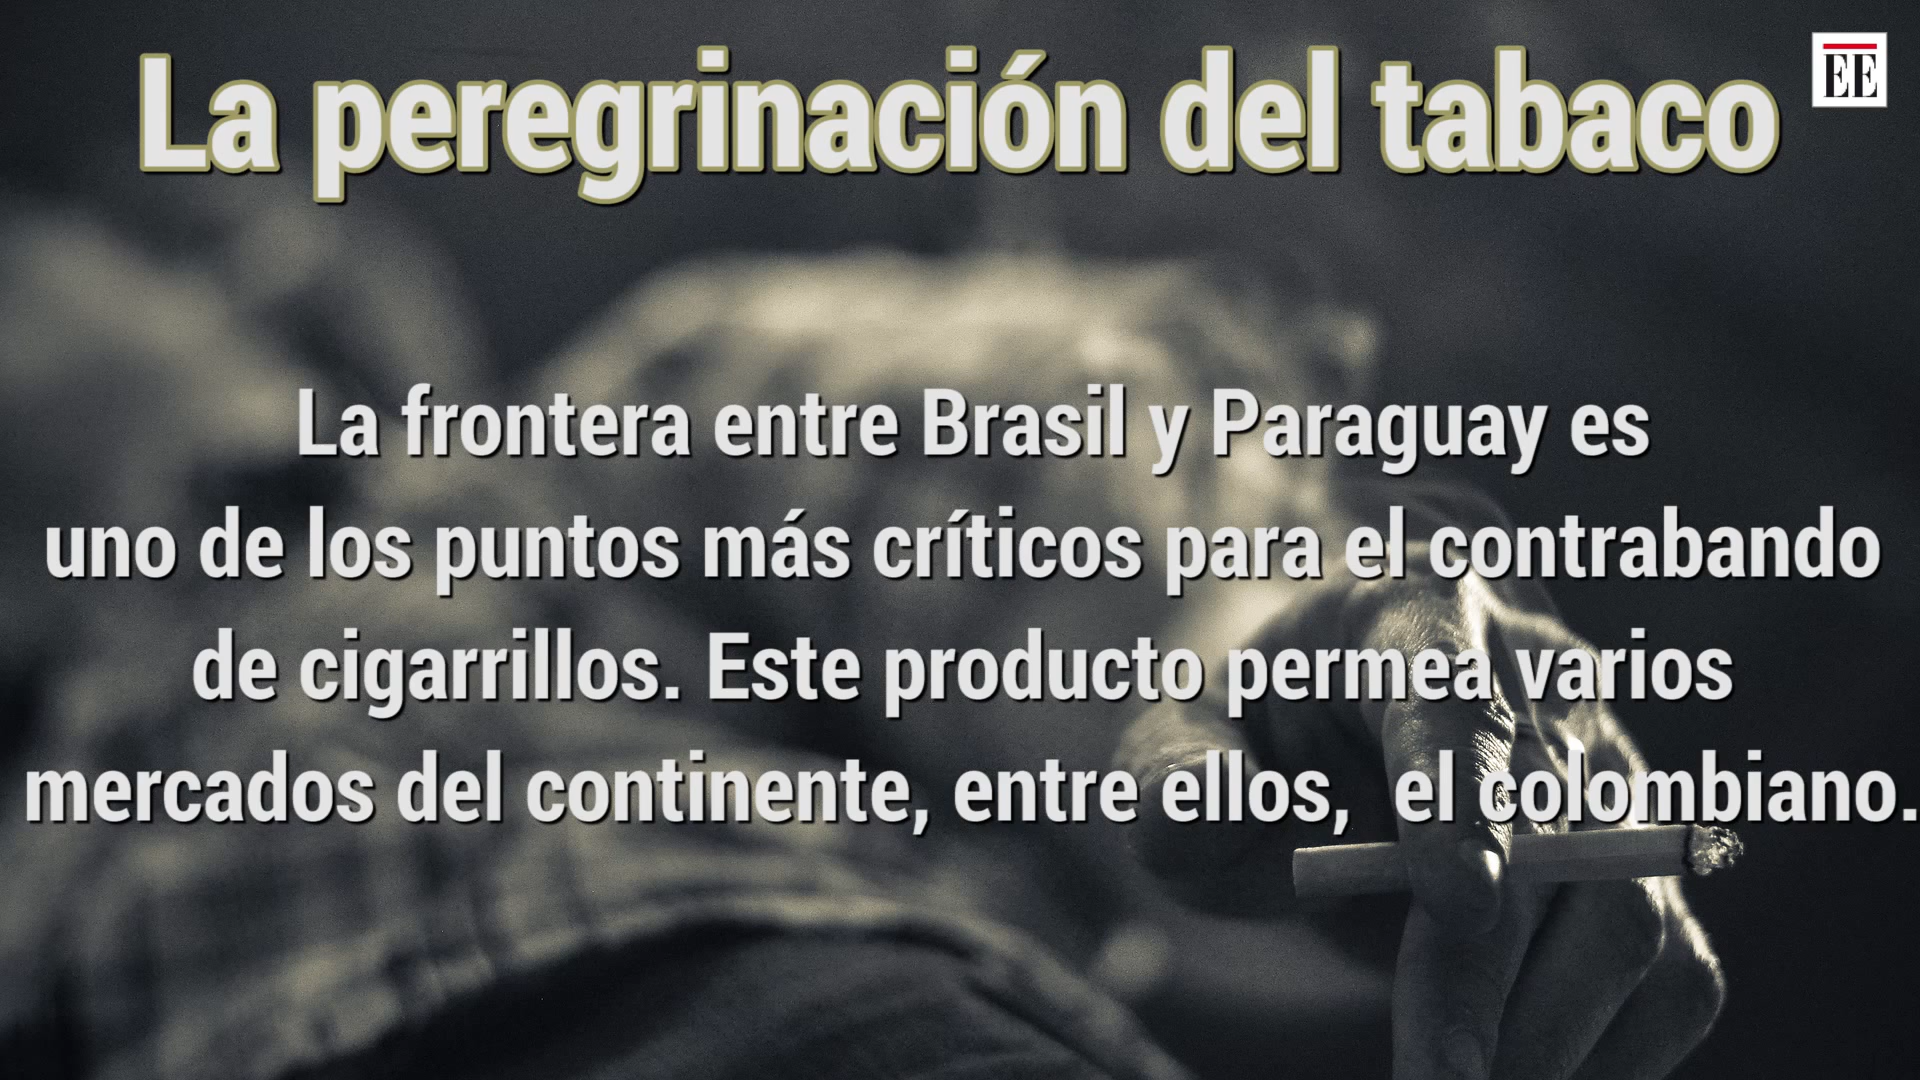 La peregrinación del tabaco
EE
La frontera entre Brasil y Paraguay es
uno de los puntos más críticos para el contrabando
de cigarrillos. Este producto permea varios
mercados del continente, entre ellos,  el colombiano.